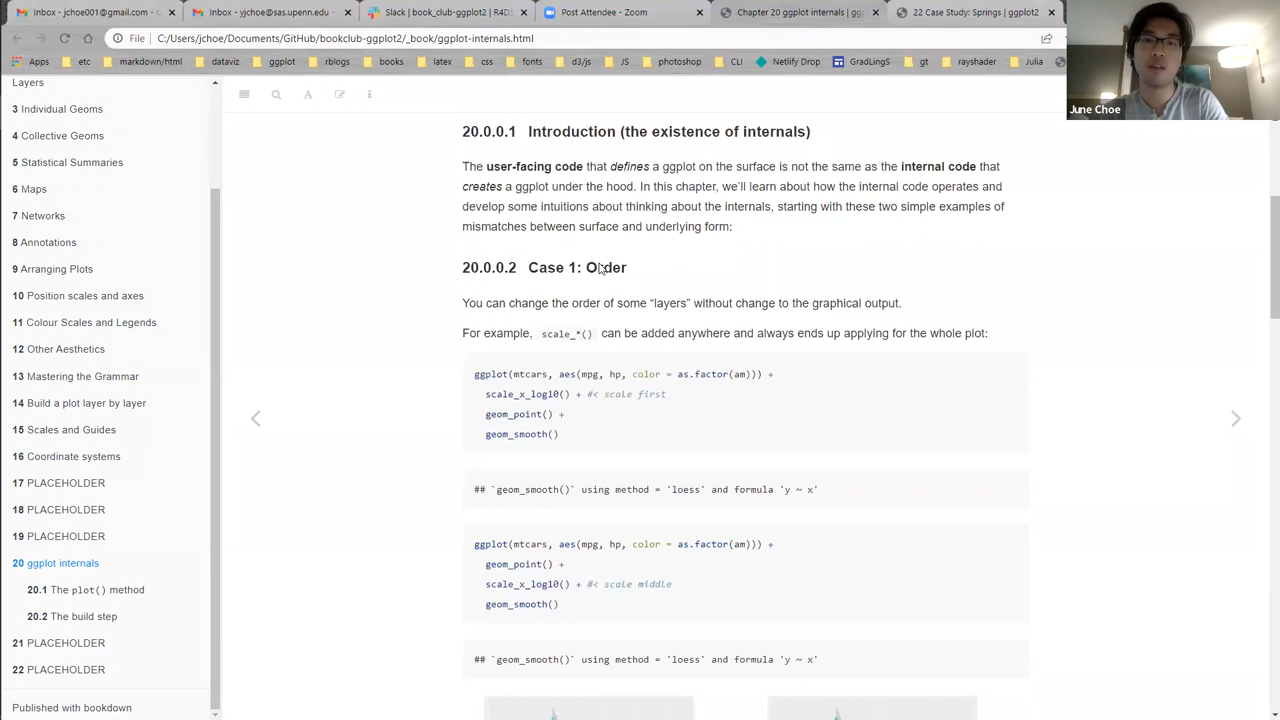 Inbox - jchoe001@gmail.com - G
Inbox - yjchoe@sas.upenn.edu -
Slack | book_club-ggplot2 | R4DS
Post Attendee - Zoom
Chapter 20 ggplot internals | gg
22 Case Study: Springs | ggplot2
File
C:/Users/jchoe/Documents/GitHub/bookclub-ggplot2/_book/ggplot-internals.html
Apps
etc
markdown/html
dataviz
ggplot
rblogs
books
latex
css
fonts
d3/js
JS
photoshop
CLI
Netlify Drop
GradLingS
gt
rayshader
Julia
June Choe
Layers
3 Individual Geoms
4 Collective Geoms
5 Statistical Summaries
6 Maps
7 Networks
8 Annotations
9 Arranging Plots
10 Position scales and axes
11 Colour Scales and Legends
12 Other Aesthetics
13 Mastering the Grammar
14 Build a plot layer by layer
15 Scales and Guides
16 Coordinate systems
17 PLACEHOLDER
18 PLACEHOLDER
19 PLACEHOLDER
20 ggplot internals
20.1 The plot() method
20.2 The build step
21 PLACEHOLDER
22 PLACEHOLDER
Published with bookdown
20.0.0.1 Introduction (the existence of internals)
The user-facing code that defines a ggplot on the surface is not the same as the internal code that
creates a ggplot under the hood. In this chapter, we'll learn about how the internal code operates and
develop some intuitions about thinking about the internals, starting with these two simple examples of
mismatches between surface and underlying form:
20.0.0.2 Case 1: Order
You can change the order of some “layers” without change to the graphical output.
For example, scale_*() can be added anywhere and always ends up applying for the whole plot:
ggplot(mtcars, aes(mpg, hp, color = as.factor(am))) +
scale_x_log10() + #< scale first
geom_point() +
geom_smooth()
## `geom_smooth()` using method = 'loess' and formula 'y ~ x'
ggplot(mtcars, aes(mpg, hp, color = as.factor(am))) +
geom_point() +
scale_x_log10() + #< scale middle
geom_smooth()
## `geom_smooth()` using method = 'loess' and formula 'y ~ x'